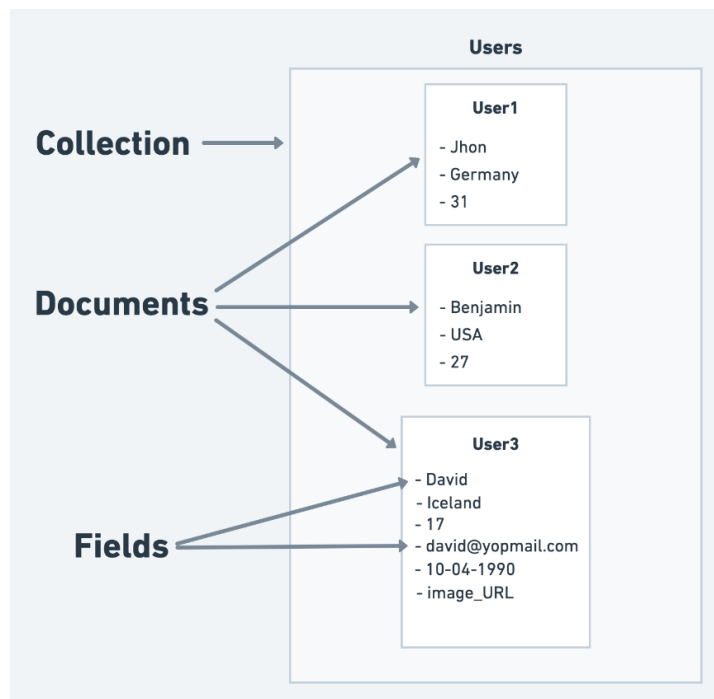 Users
Collection
User1
- Jhon
- Germany
- 31
Documents
User2
- Benjamin
- USA
- 27
Fields
User3
- David
- Iceland
- 17
- david@yopmail.com
- 10-04-1990
- image_URL